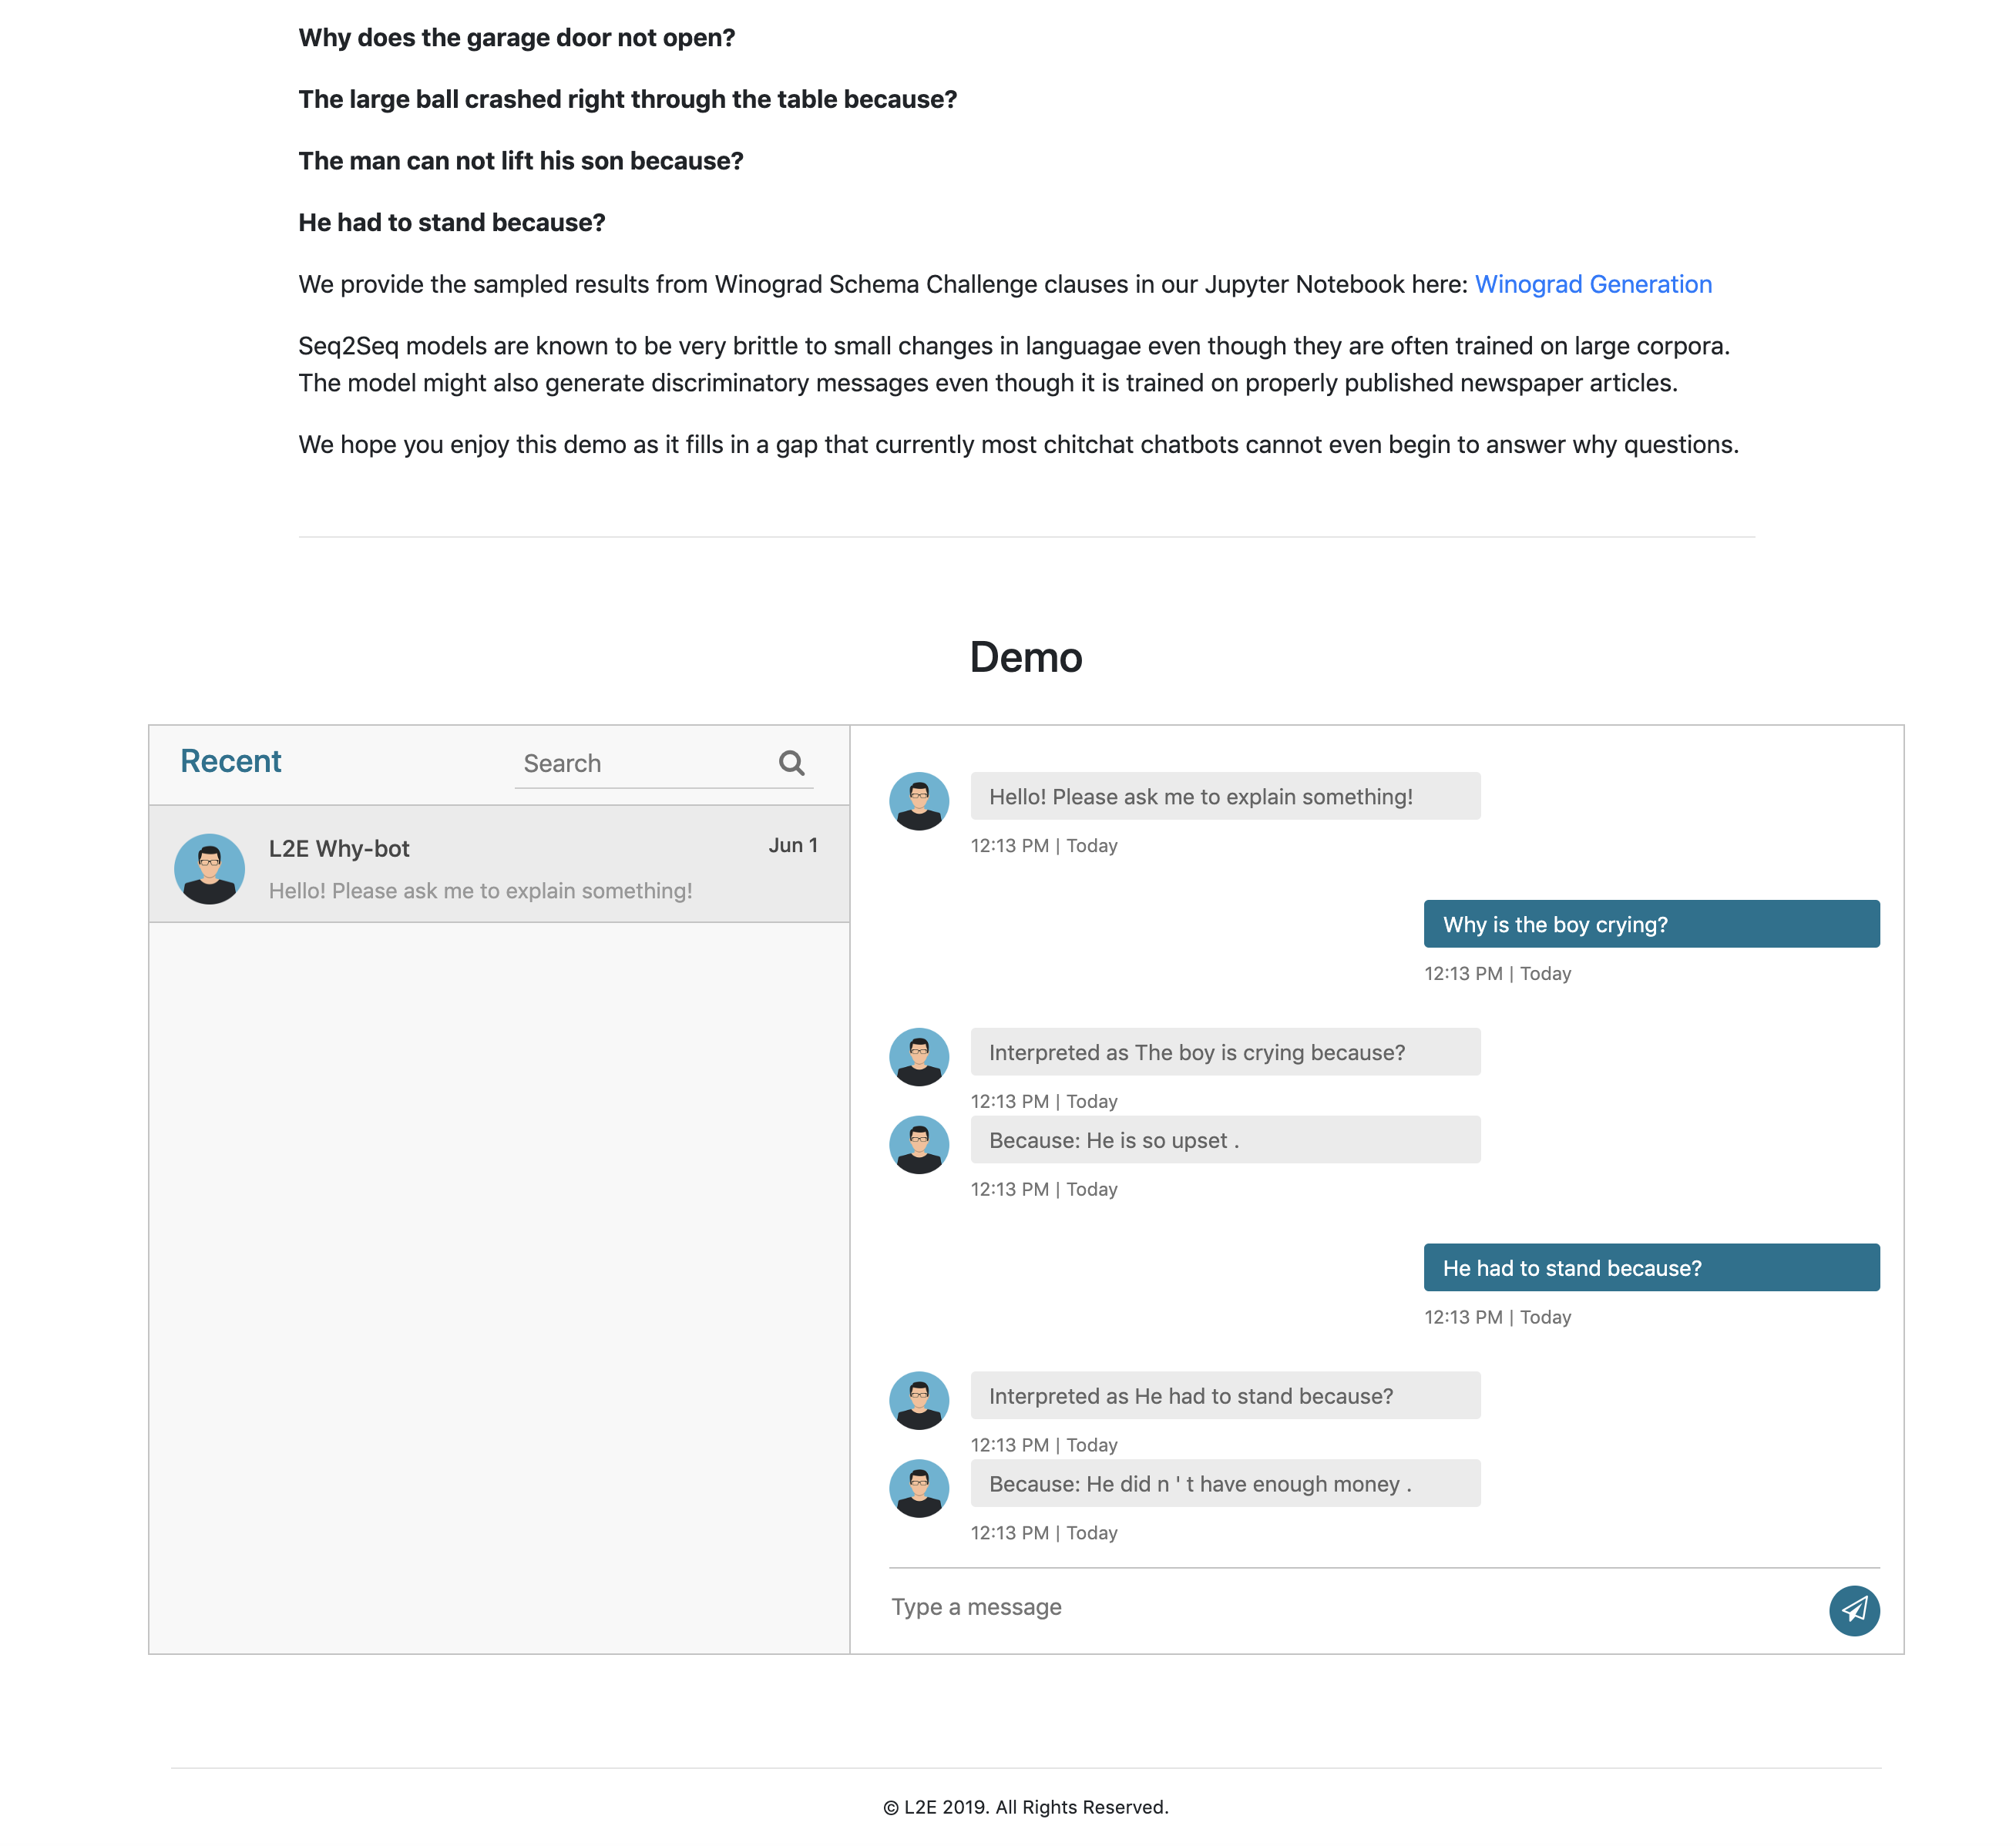 Why does the garage door not open?
The large ball crashed right through the table because?
The man can not lift his son because?
He had to stand because?
We provide the sampled results from Winograd Schema Challenge clauses in our Jupyter Notebook here: Winograd Generation
Seq2Seq models are known to be very brittle to small changes in languagae even though they are often trained on large corpora.
The model might also generate discriminatory messages even though it is trained on properly published newspaper articles.
We hope you enjoy this demo as it fills in a gap that currently most chitchat chatbots cannot even begin to answer why questions.
Demo
Recent
Search
L2E Why-bot
Jun 1
Hello! Please ask me to explain something!
Hello! Please ask me to explain something!
12:13 PM | Today
Why is the boy crying?
12:13 PM | Today
Interpreted as The boy is crying because?
12:13 PM | Today
Because: He is so upset .
12:13 PM | Today
He had to stand because?
12:13 PM | Today
Interpreted as He had to stand because?
12:13 PM | Today
Because: He did n ' t have enough money .
12:13 PM | Today
Type a message
© L2E 2019. All Rights Reserved.